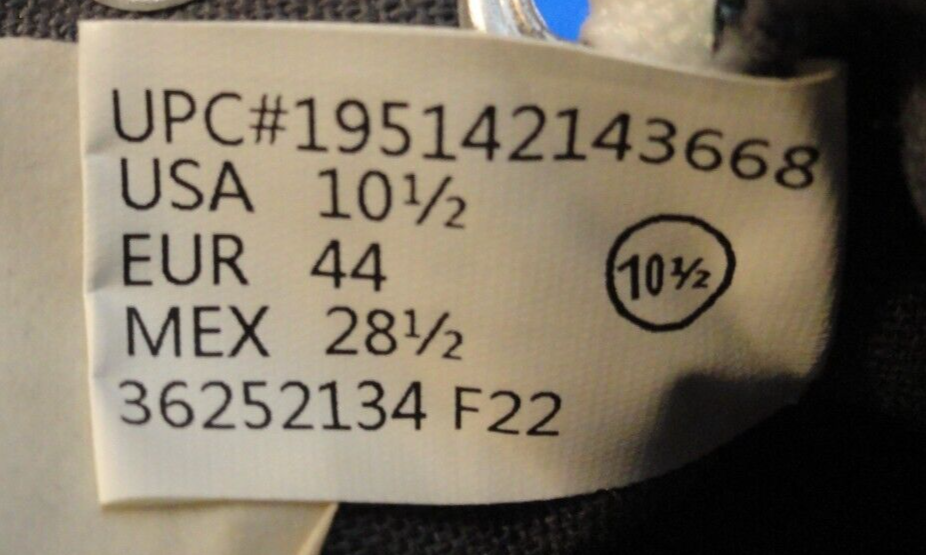 UPC#195142143668
USA 10½
EUR 44
10½
MEX 28½
36252134 F22